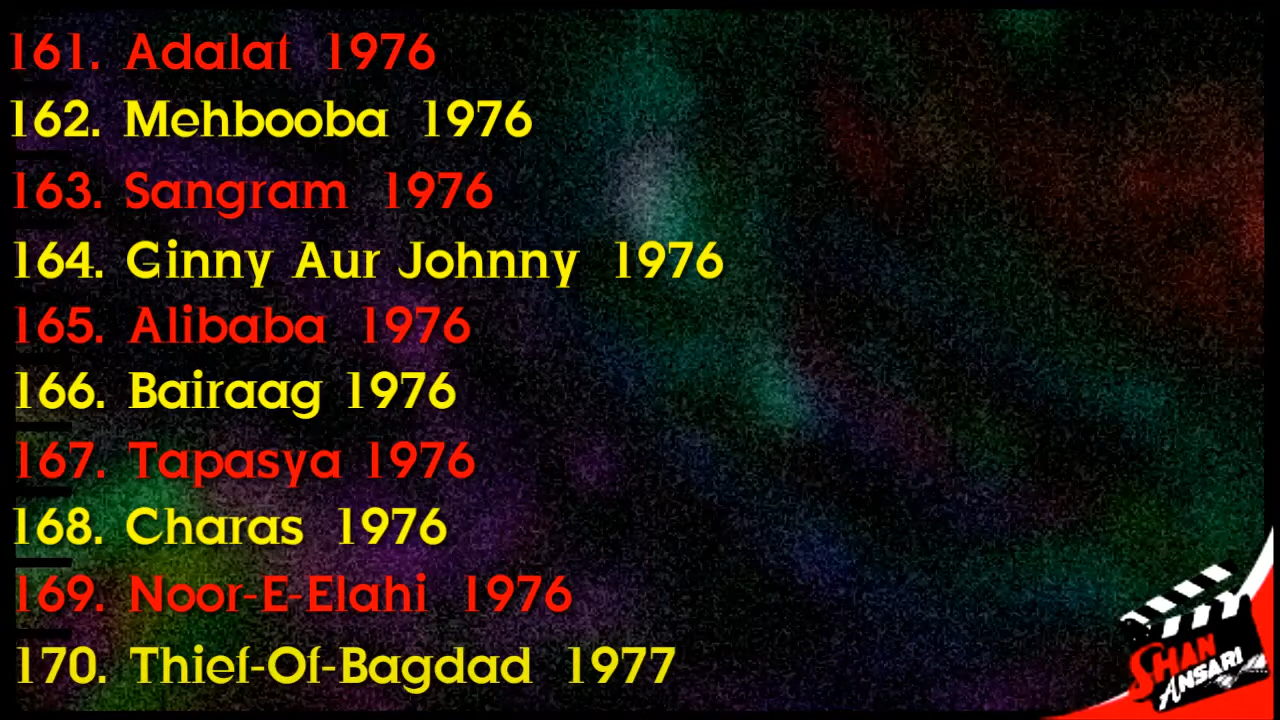 161. Adalat 1976
162. Mehbooba 1976
163. Sangram 1976
164. Ginny Aur Johnny 1976
165. Alibaba 1976
166. Bairaag 1976
167. Tapasya 1976
168. Charas 1976
169. Noor-E-Elahi 1976
170. Thief-Of-Bagdad 1977
SHAN
ANSARI